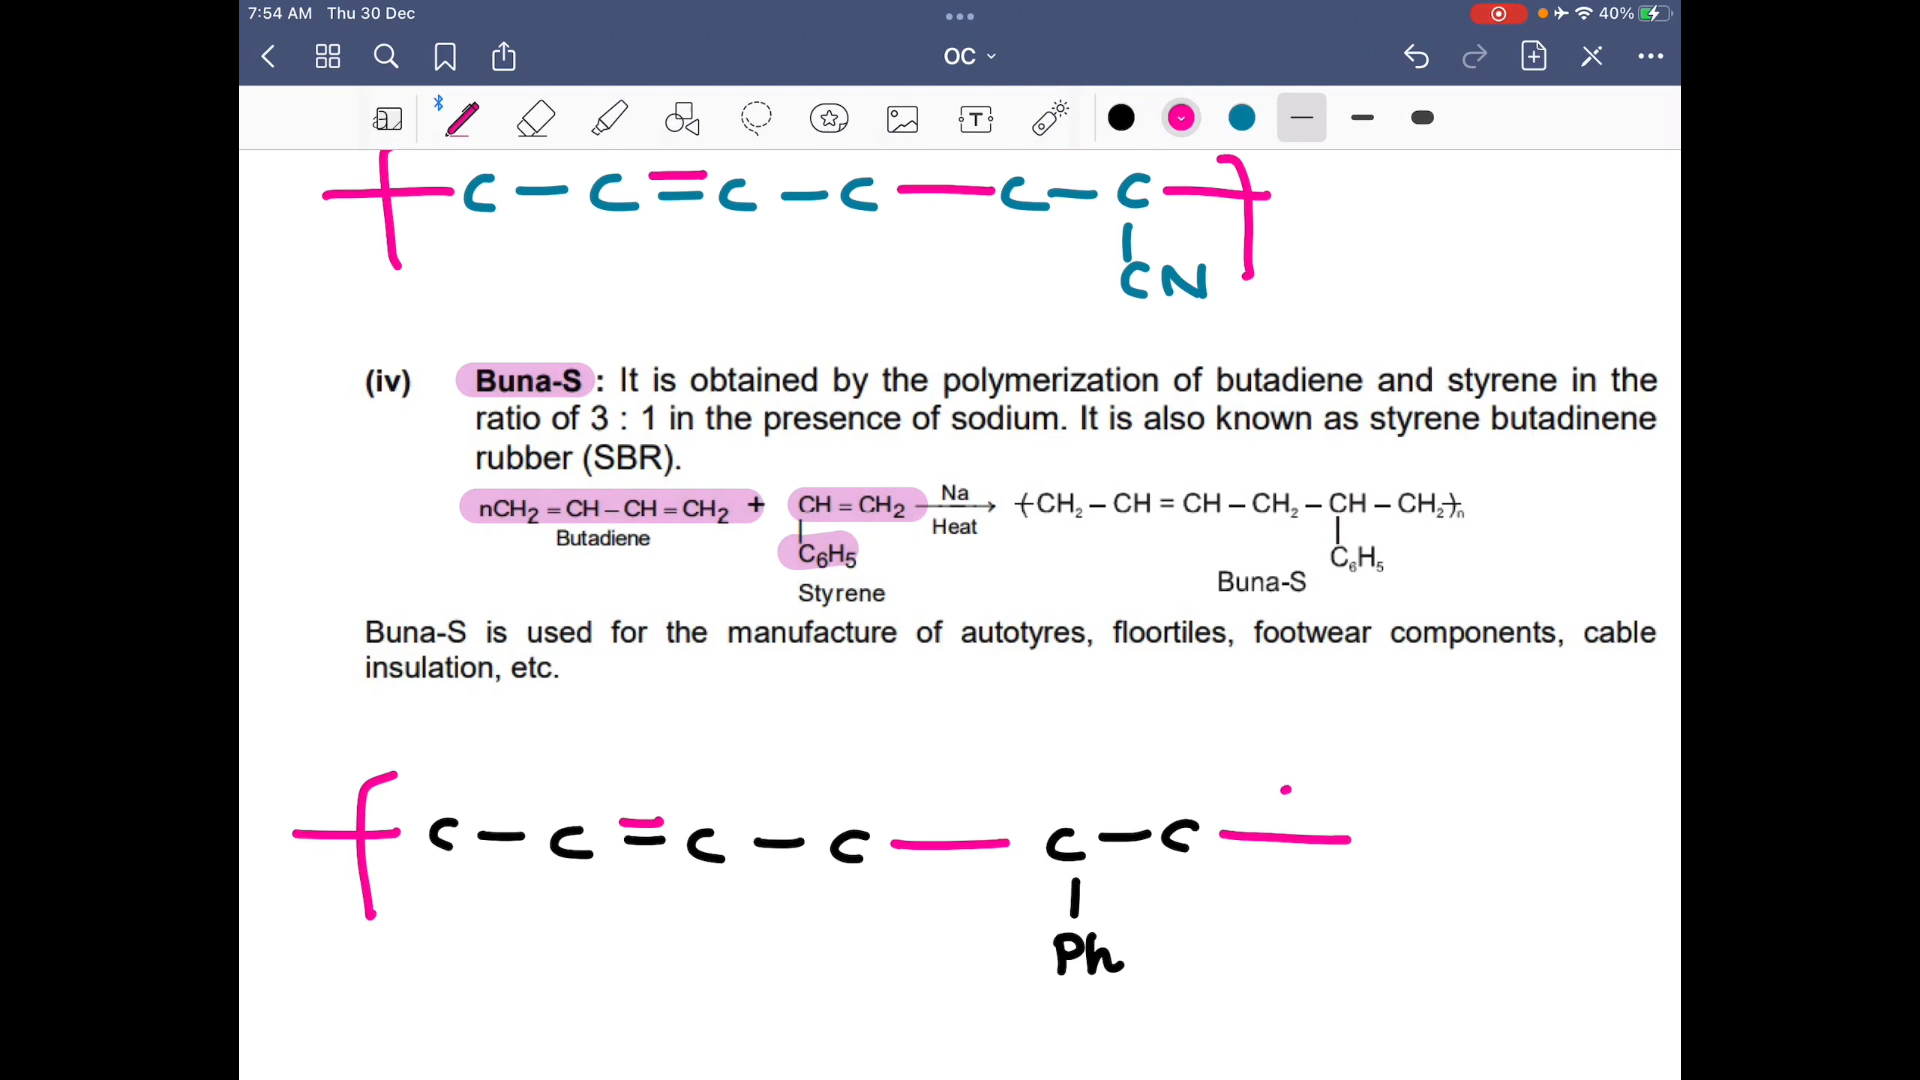 7:54 AM Thu 30 Dec
40%
OC
T
C – C = C – C — C – C
CN
(iv) Buna-S : It is obtained by the polymerization of butadiene and styrene in the
ratio of 3 : 1 in the presence of sodium. It is also known as styrene butadinene
rubber (SBR).
nCH₂ = CH – CH = CH₂ + CH = CH₂ Na → (CH₂ – CH = CH – CH₂ – CH – CH₂)ₙ
Butadiene Heat
C₆H₅ C₆H₅
Styrene Buna-S
Buna-S is used for the manufacture of autotyres, floortiles, footwear components, cable
insulation, etc.
C – C = C – C — C – C —
Ph